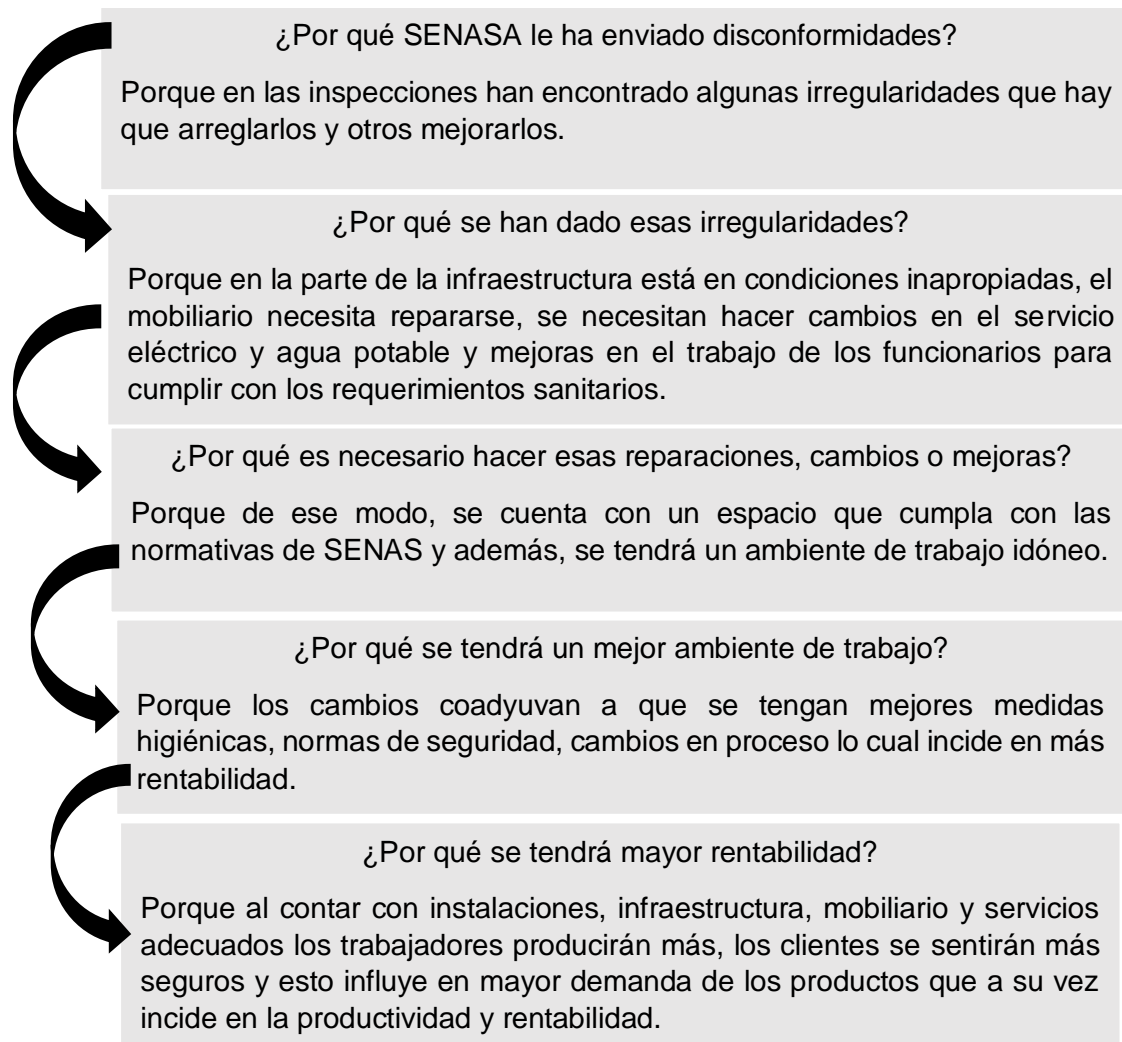 ¿Por qué SENASA le ha enviado disconformidades?
Porque en las inspecciones han encontrado algunas irregularidades que hay
que arreglarlos y otros mejorarlos.
¿Por qué se han dado esas irregularidades?
Porque en la parte de la infraestructura está en condiciones inapropiadas, el
mobiliario necesita repararse, se necesitan hacer cambios en el servicio
eléctrico y agua potable y mejoras en el trabajo de los funcionarios para
cumplir con los requerimientos sanitarios.
¿Por qué es necesario hacer esas reparaciones, cambios o mejoras?
Porque de ese modo, se cuenta con un espacio que cumpla con las
normativas de SENAS y además, se tendrá un ambiente de trabajo idóneo.
¿Por qué se tendrá un mejor ambiente de trabajo?
Porque los cambios coadyuvan a que se tengan mejores medidas
higiénicas, normas de seguridad, cambios en proceso lo cual incide en más
rentabilidad.
¿Por qué se tendrá mayor rentabilidad?
Porque al contar con instalaciones, infraestructura, mobiliario y servicios
adecuados los trabajadores producirán más, los clientes se sentirán más
seguros y esto influye en mayor demanda de los productos que a su vez
incide en la productividad y rentabilidad.